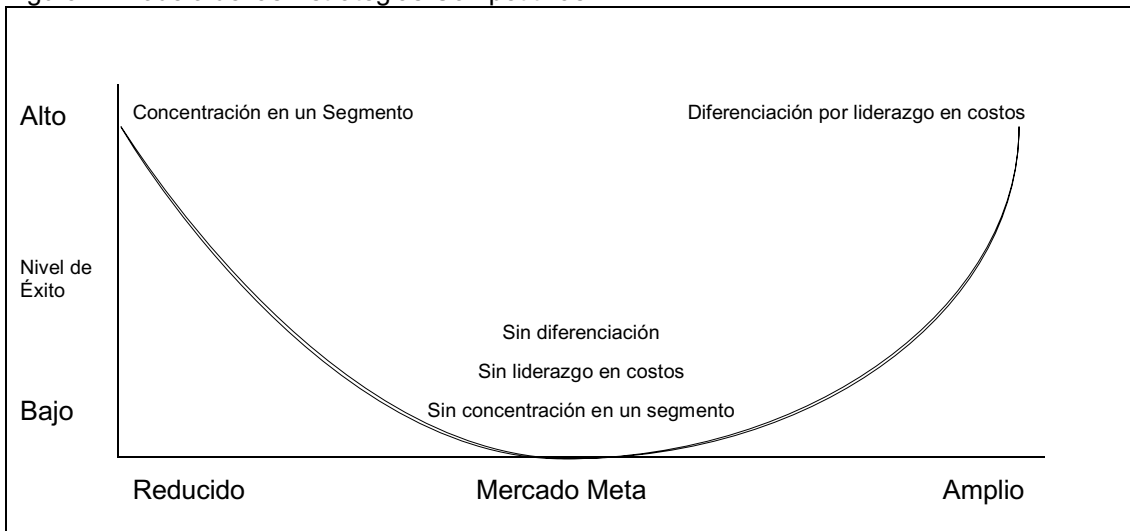 Alto
Concentración en un Segmento
Diferenciación por liderazgo en costos
Nivel de
Éxito
Sin diferenciación
Sin liderazgo en costos
Bajo
Sin concentración en un segmento
Reducido
Mercado Meta
Amplio